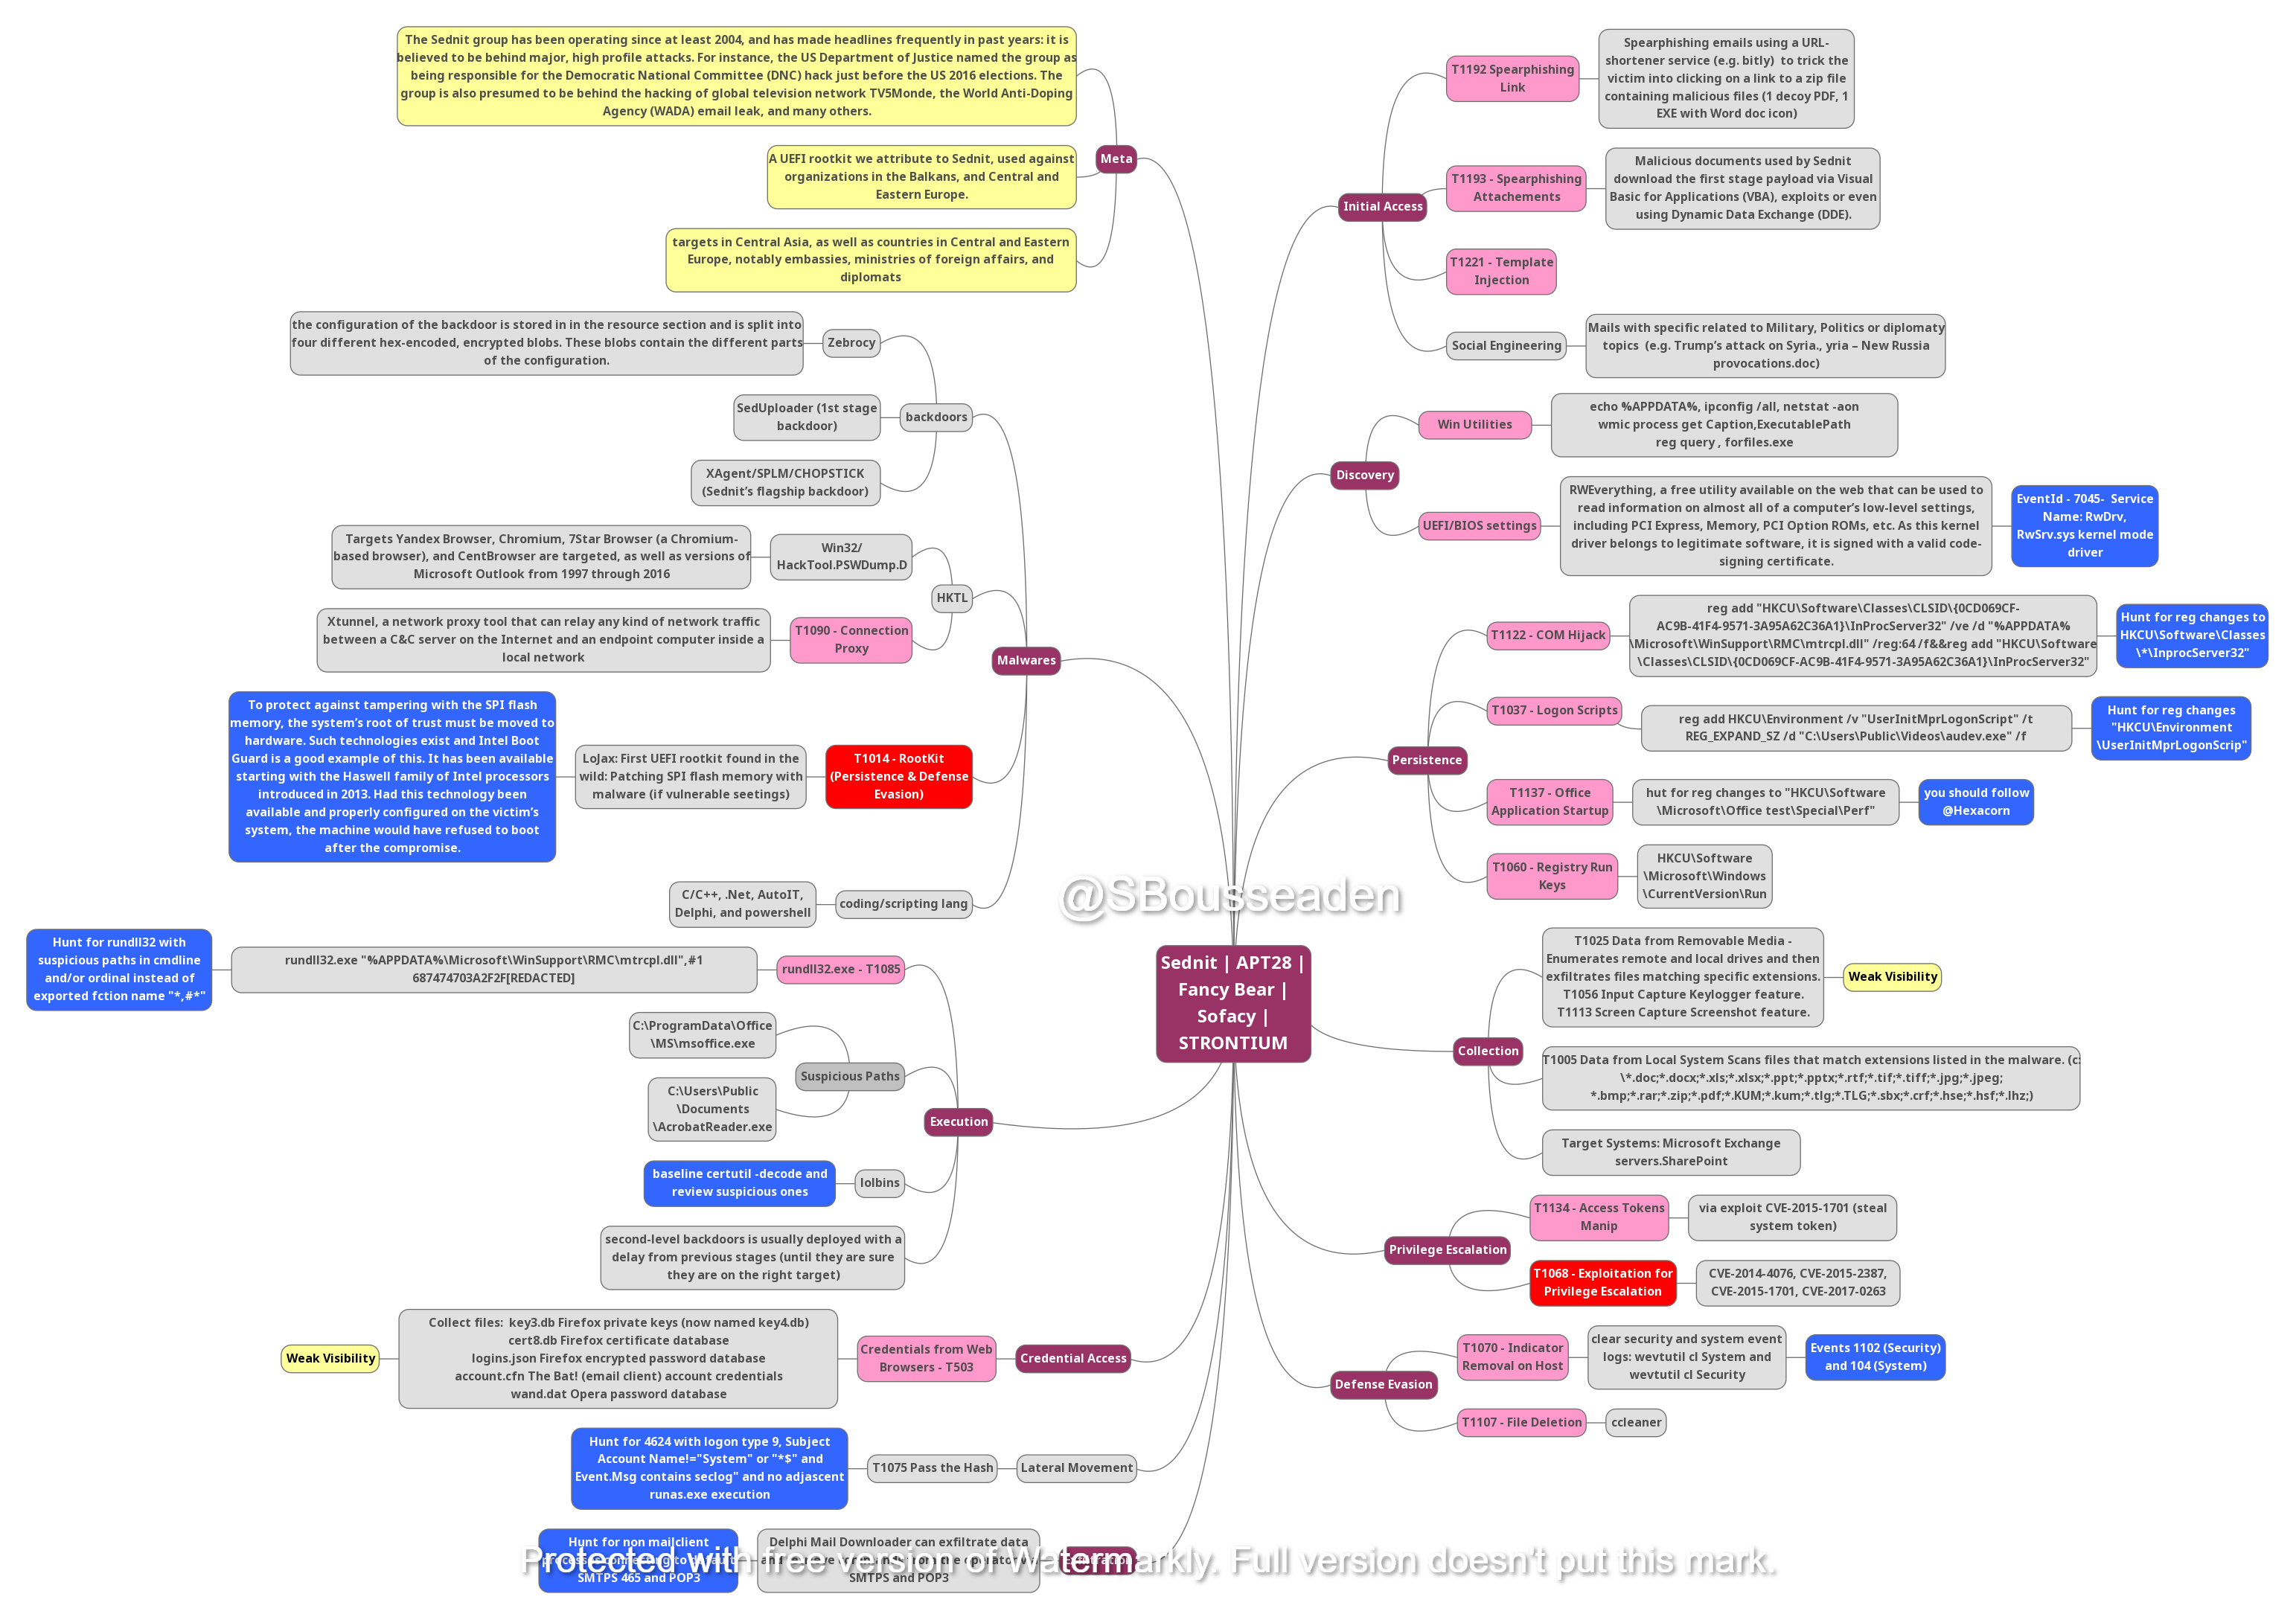 The Sednit group has been operating since at least 2004, and has made headlines frequently in past years: it is
believed to be behind major, high profile attacks. For instance, the US Department of Justice named the group as
being responsible for the Democratic National Committee (DNC) hack just before the US 2016 elections. The
group is also presumed to be behind the hacking of global television network TV5Monde, the World Anti-Doping
Agency (WADA) email leak, and many others.
A UEFI rootkit we attribute to Sednit, used against
organizations in the Balkans, and Central and
Eastern Europe.
targets in Central Asia, as well as countries in Central and Eastern
Europe, notably embassies, ministries of foreign affairs, and
diplomats
Meta
the configuration of the backdoor is stored in in the resource section and is split into
four different hex-encoded, encrypted blobs. These blobs contain the different parts
of the configuration.
Zebrocy
SedUploader (1st stage
backdoor)
backdoors
XAgent/SPLM/CHOPSTICK
(Sednit’s flagship backdoor)
Targets Yandex Browser, Chromium, 7Star Browser (a Chromium-
based browser), and CentBrowser are targeted, as well as versions of
Microsoft Outlook from 1997 through 2016
Win32/
HackTool.PSWDump.D
HKTL
Xtunnel, a network proxy tool that can relay any kind of network traffic
between a C&C server on the Internet and an endpoint computer inside a
local network
T1090 - Connection
Proxy
Malwares
To protect against tampering with the SPI flash
memory, the system’s root of trust must be moved to
hardware. Such technologies exist and Intel Boot
Guard is a good example of this. It has been available
starting with the Haswell family of Intel processors
introduced in 2013. Had this technology been
available and properly configured on the victim’s
system, the machine would have refused to boot
after the compromise.
LoJax: First UEFI rootkit found in the
wild: Patching SPI flash memory with
malware (if vulnerable seetings)
T1014 - RootKit
(Persistence & Defense
Evasion)
C/C++, .Net, AutoIT,
Delphi, and powershell
coding/scripting lang
Hunt for rundll32 with
suspicious paths in cmdline
and/or ordinal instead of
exported fction name "*,#*"
rundll32.exe "%APPDATA%\Microsoft\WinSupport\RMC\mtrcpl.dll",#1
687474703A2F2F[REDACTED]
rundll32.exe - T1085
C:\ProgramData\Office
\MS\msoffice.exe
Suspicious Paths
C:\Users\Public
\Documents
\AcrobatReader.exe
Execution
baseline certutil -decode and
review suspicious ones
lolbins
second-level backdoors is usually deployed with a
delay from previous stages (until they are sure
they are on the right target)
Weak Visibility
Collect files:  key3.db Firefox private keys (now named key4.db)
cert8.db Firefox certificate database
logins.json Firefox encrypted password database
account.cfn The Bat! (email client) account credentials
wand.dat Opera password database
Credentials from Web
Browsers - T503
Credential Access
Hunt for 4624 with logon type 9, Subject
Account Name!="System" or "*$" and
Event.Msg contains seclog" and no adjascent
runas.exe execution
T1075 Pass the Hash
Lateral Movement
Hunt for non mailclient
SMTPS 465 and POP3
Delphi Mail Downloader can exfiltrate data
SMTPS and POP3
@SBousseaden
Sednit | APT28 |
Fancy Bear |
Sofacy |
STRONTIUM
Initial Access
T1192 Spearphishing
Link
Spearphishing emails using a URL-
shortener service (e.g. bitly)  to trick the
victim into clicking on a link to a zip file
containing malicious files (1 decoy PDF, 1
EXE with Word doc icon)
T1193 - Spearphishing
Attachements
Malicious documents used by Sednit
download the first stage payload via Visual
Basic for Applications (VBA), exploits or even
using Dynamic Data Exchange (DDE).
T1221 - Template
Injection
Social Engineering
Mails with specific related to Military, Politics or diplomaty
topics  (e.g. Trump’s attack on Syria., yria – New Russia
provocations.doc)
Discovery
Win Utilities
echo %APPDATA%, ipconfig /all, netstat -aon
wmic process get Caption,ExecutablePath
reg query , forfiles.exe
UEFI/BIOS settings
RWEverything, a free utility available on the web that can be used to
read information on almost all of a computer’s low-level settings,
including PCI Express, Memory, PCI Option ROMs, etc. As this kernel
driver belongs to legitimate software, it is signed with a valid code-
signing certificate.
EventId - 7045-  Service
Name: RwDrv,
RwSrv.sys kernel mode
driver
Persistence
T1122 - COM Hijack
reg add "HKCU\Software\Classes\CLSID\{0CD069CF-
AC9B-41F4-9571-3A95A62C36A1}\InProcServer32" /ve /d "%APPDATA%
\Microsoft\WinSupport\RMC\mtrcpl.dll" /reg:64 /f&&reg add "HKCU\Software
\Classes\CLSID\{0CD069CF-AC9B-41F4-9571-3A95A62C36A1}\InProcServer32"
Hunt for reg changes to
HKCU\Software\Classes
\*\InprocServer32"
T1037 - Logon Scripts
reg add HKCU\Environment /v "UserInitMprLogonScript" /t
REG_EXPAND_SZ /d "C:\Users\Public\Videos\audev.exe" /f
Hunt for reg changes
"HKCU\Environment
\UserInitMprLogonScrip"
T1137 - Office
Application Startup
hut for reg changes to "HKCU\Software
\Microsoft\Office test\Special\Perf"
you should follow
@Hexacorn
T1060 - Registry Run
Keys
HKCU\Software
\Microsoft\Windows
\CurrentVersion\Run
Collection
T1025 Data from Removable Media -
Enumerates remote and local drives and then
exfiltrates files matching specific extensions.
T1056 Input Capture Keylogger feature.
T1113 Screen Capture Screenshot feature.
Weak Visibility
T1005 Data from Local System Scans files that match extensions listed in the malware. (c:
\*.doc;*.docx;*.xls;*.xlsx;*.ppt;*.pptx;*.rtf;*.tif;*.tiff;*.jpg;*.jpeg;
*.bmp;*.rar;*.zip;*.pdf;*.KUM;*.kum;*.tlg;*.TLG;*.sbx;*.crf;*.hse;*.hsf;*.lhz;)
Target Systems: Microsoft Exchange
servers.SharePoint
Privilege Escalation
T1134 - Access Tokens
Manip
via exploit CVE-2015-1701 (steal
system token)
T1068 - Exploitation for
Privilege Escalation
CVE-2014-4076, CVE-2015-2387,
CVE-2015-1701, CVE-2017-0263
Defense Evasion
T1070 - Indicator
Removal on Host
clear security and system event
logs: wevtutil cl System and
wevtutil cl Security
Events 1102 (Security)
and 104 (System)
T1107 - File Deletion
ccleaner
Protected with free version of Watermarkly. Full version doesn't put this mark.